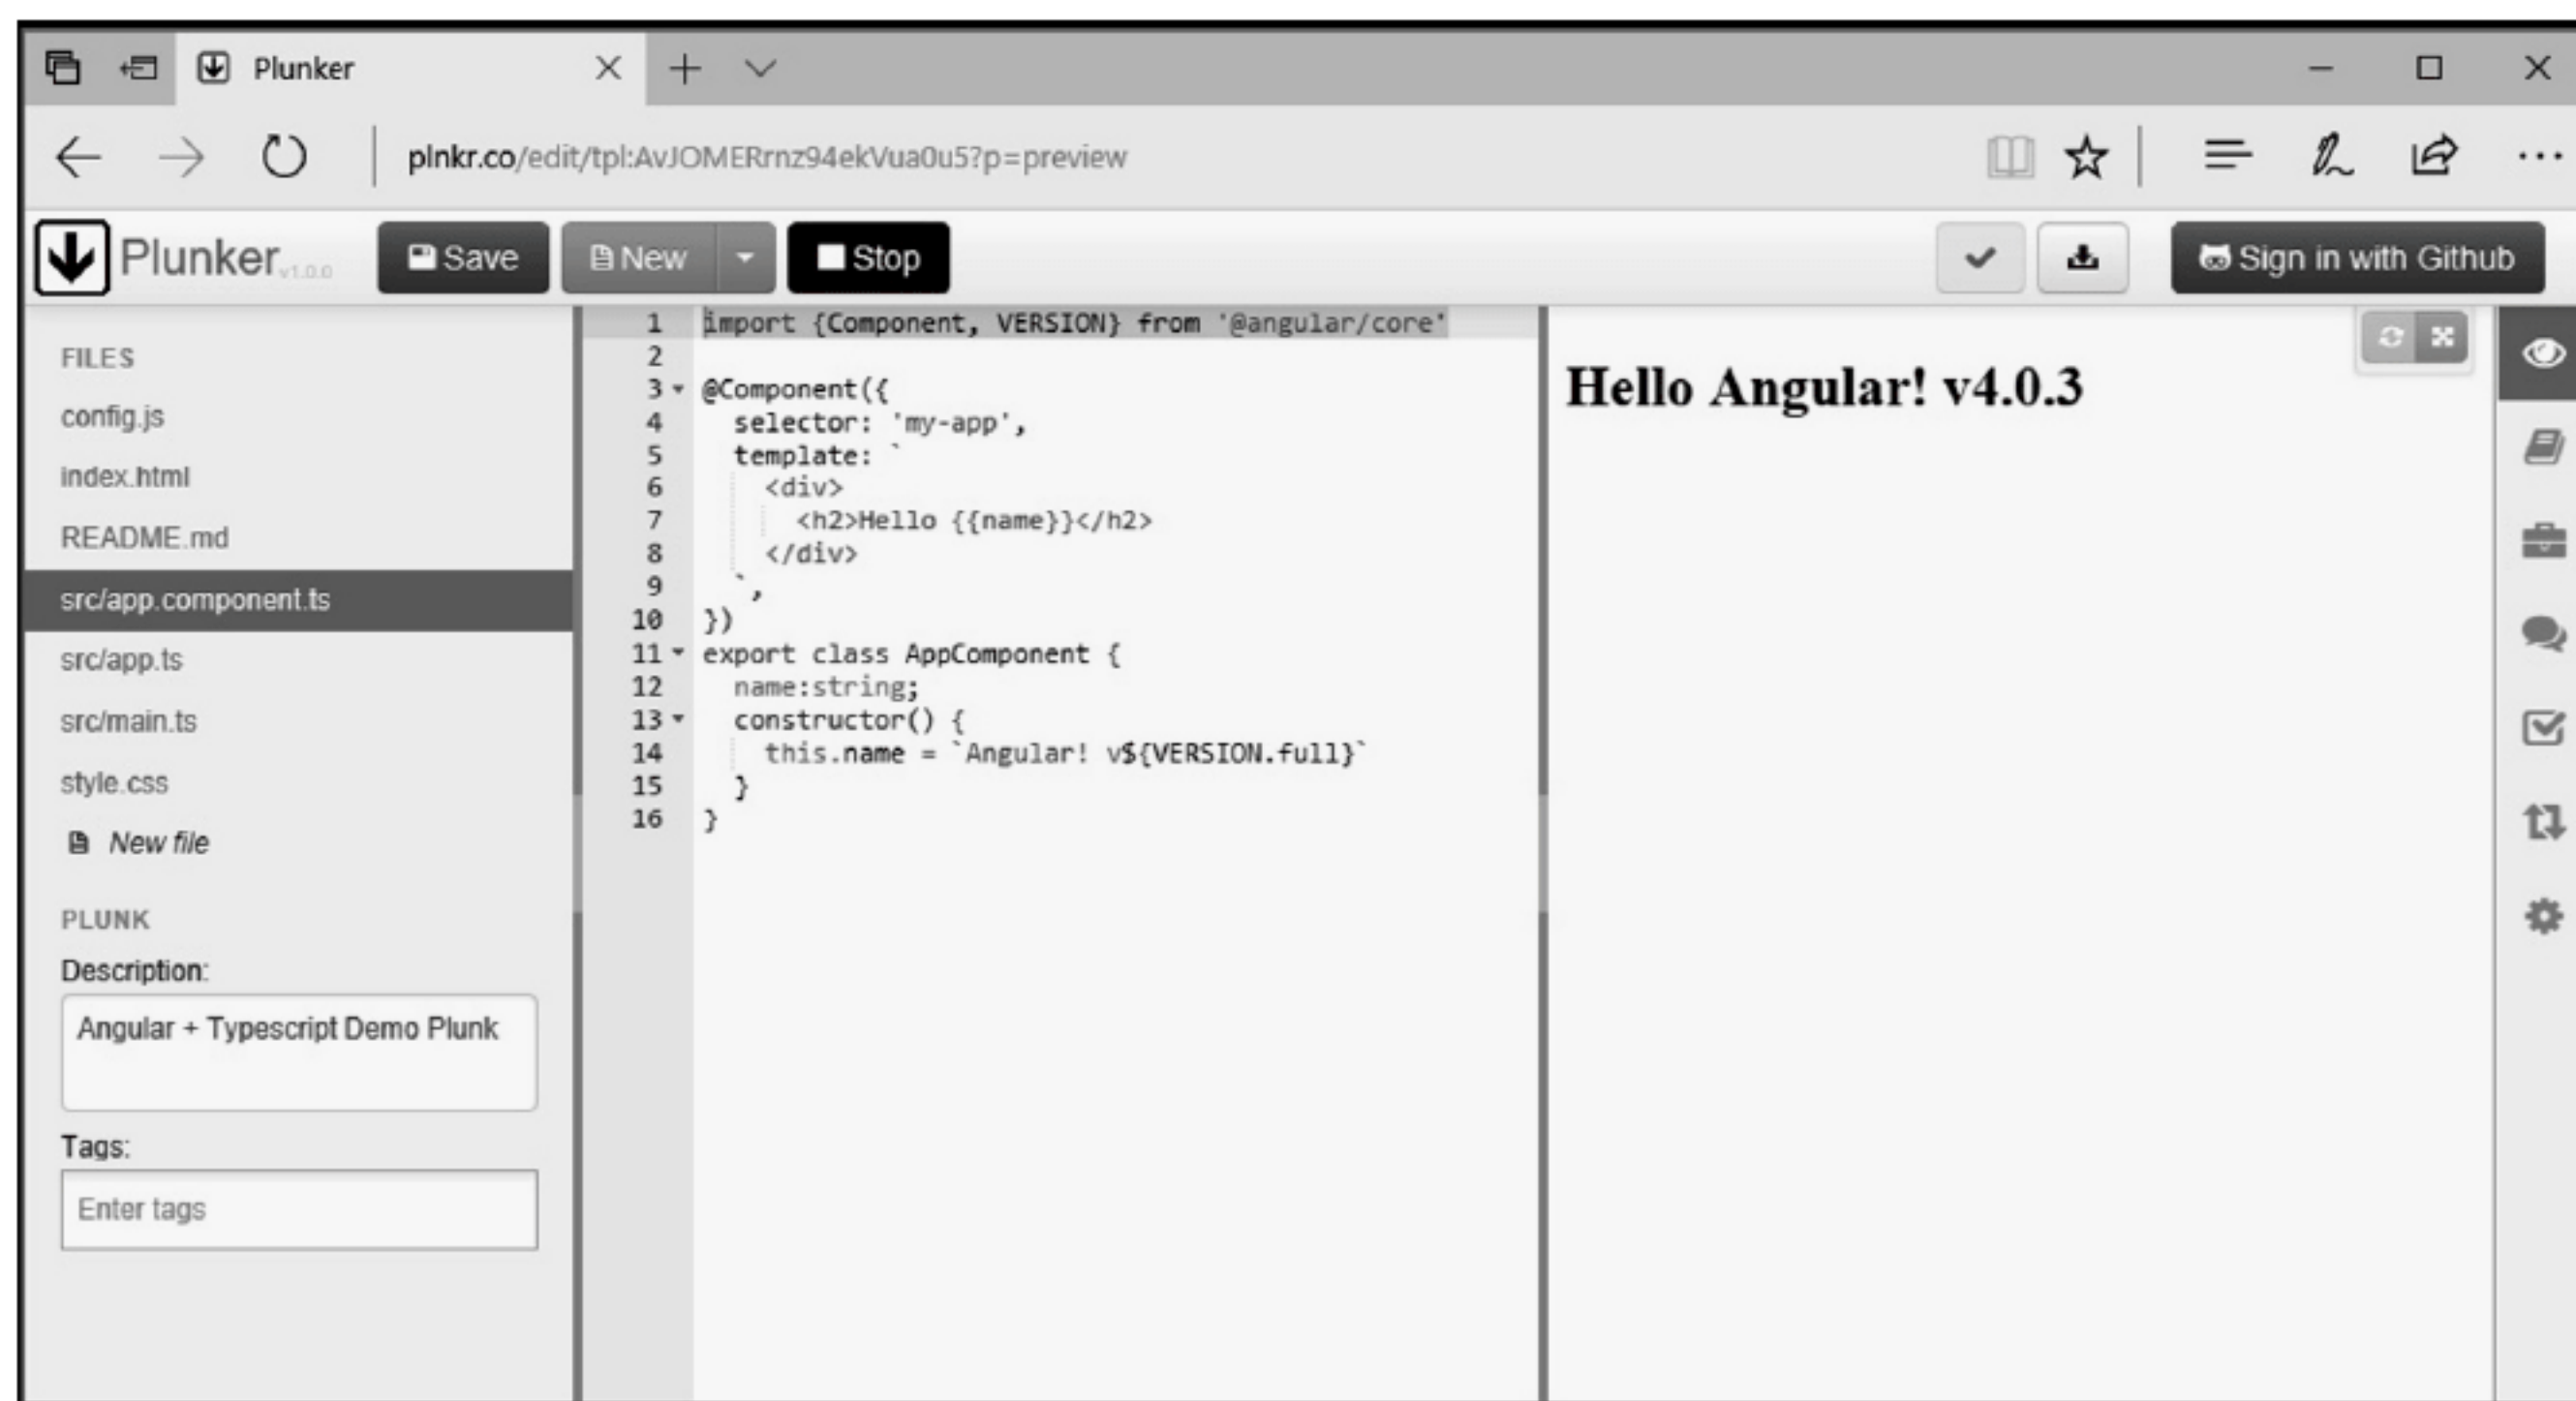 Plunker
plnkr.co/edit/tpl:AvJOMERrnz94ekVua0u5?p=preview
Plunker v1.0.0
Save
New
Stop
Sign in with Github
FILES
config.js
index.html
README.md
src/app.component.ts
src/app.ts
src/main.ts
style.css
New file
PLUNK
Description:
Angular + Typescript Demo Plunk
Tags:
Enter tags
1 import {Component, VERSION} from '@angular/core'
2
3 @Component({
4   selector: 'my-app',
5   template: `
6     <div>
7       <h2>Hello {{name}}</h2>
8     </div>
9   `,
10 })
11 export class AppComponent {
12   name:string;
13   constructor() {
14     this.name = `Angular! v${VERSION.full}`
15   }
16 }
Hello Angular! v4.0.3